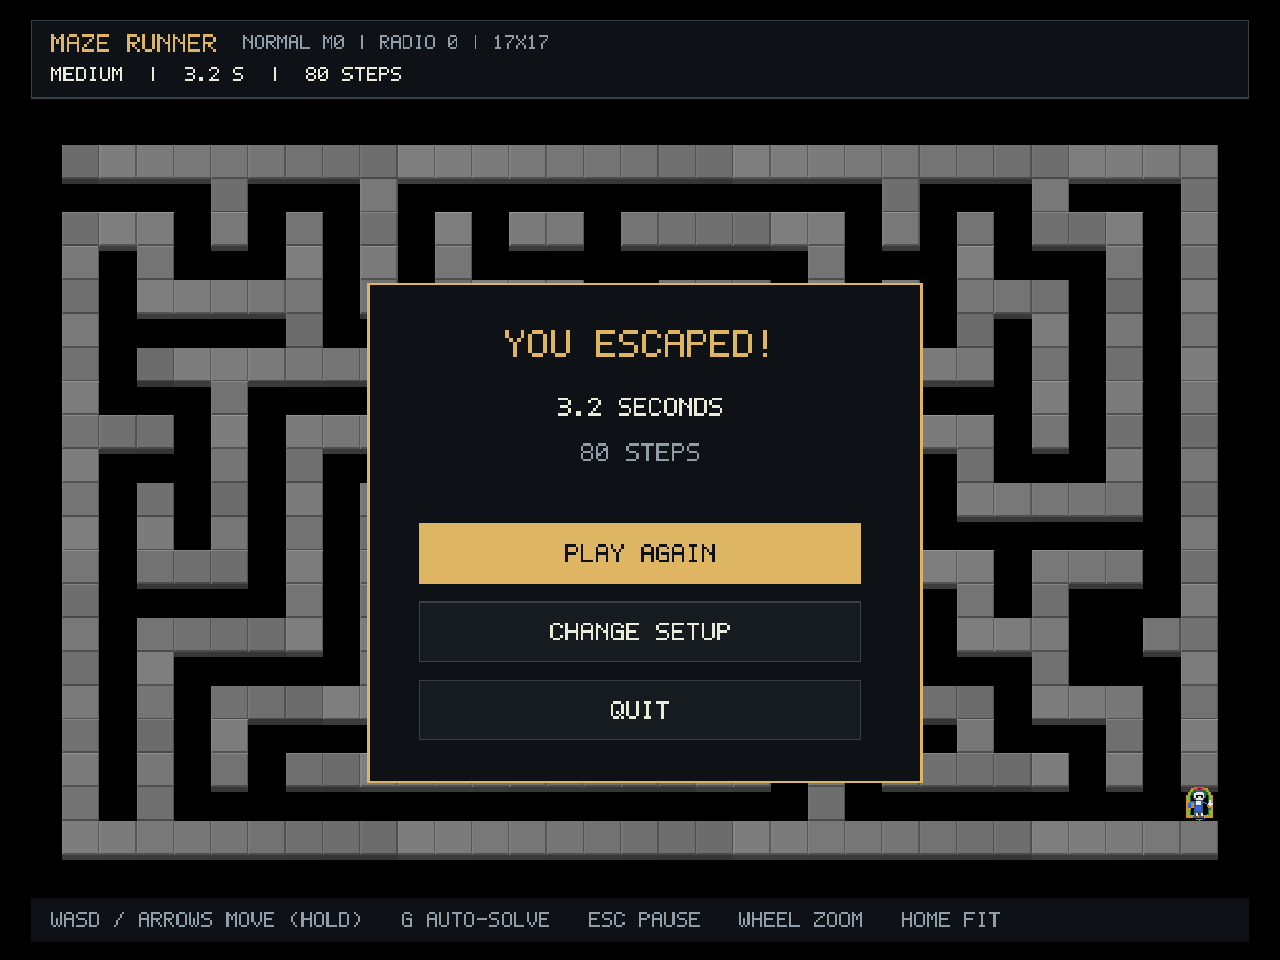 MAZE RUNNER NORMAL M0 | RADIO 0 | 17X17
MEDIUM | 3.2 S | 80 STEPS
YOU ESCAPED!
3.2 SECONDS
80 STEPS
PLAY AGAIN
CHANGE SETUP
QUIT
WASD / ARROWS MOVE (HOLD) G AUTO-SOLVE ESC PAUSE WHEEL ZOOM HOME FIT